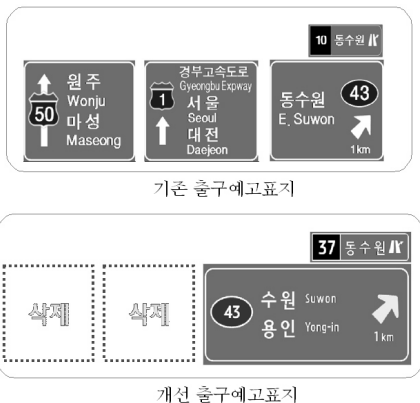 10 동수원
원주
Wonju
50
마성
Maseong
경부고속도로
Gyeongbu Expway
1
서울
Seoul
대전
Daejeon
동수원
43
E. Suwon
1km
기존 출구예고표지
37 동수원
삭제
삭제
43
수원 Suwon
용인 Yong-in
1km
개선 출구예고표지